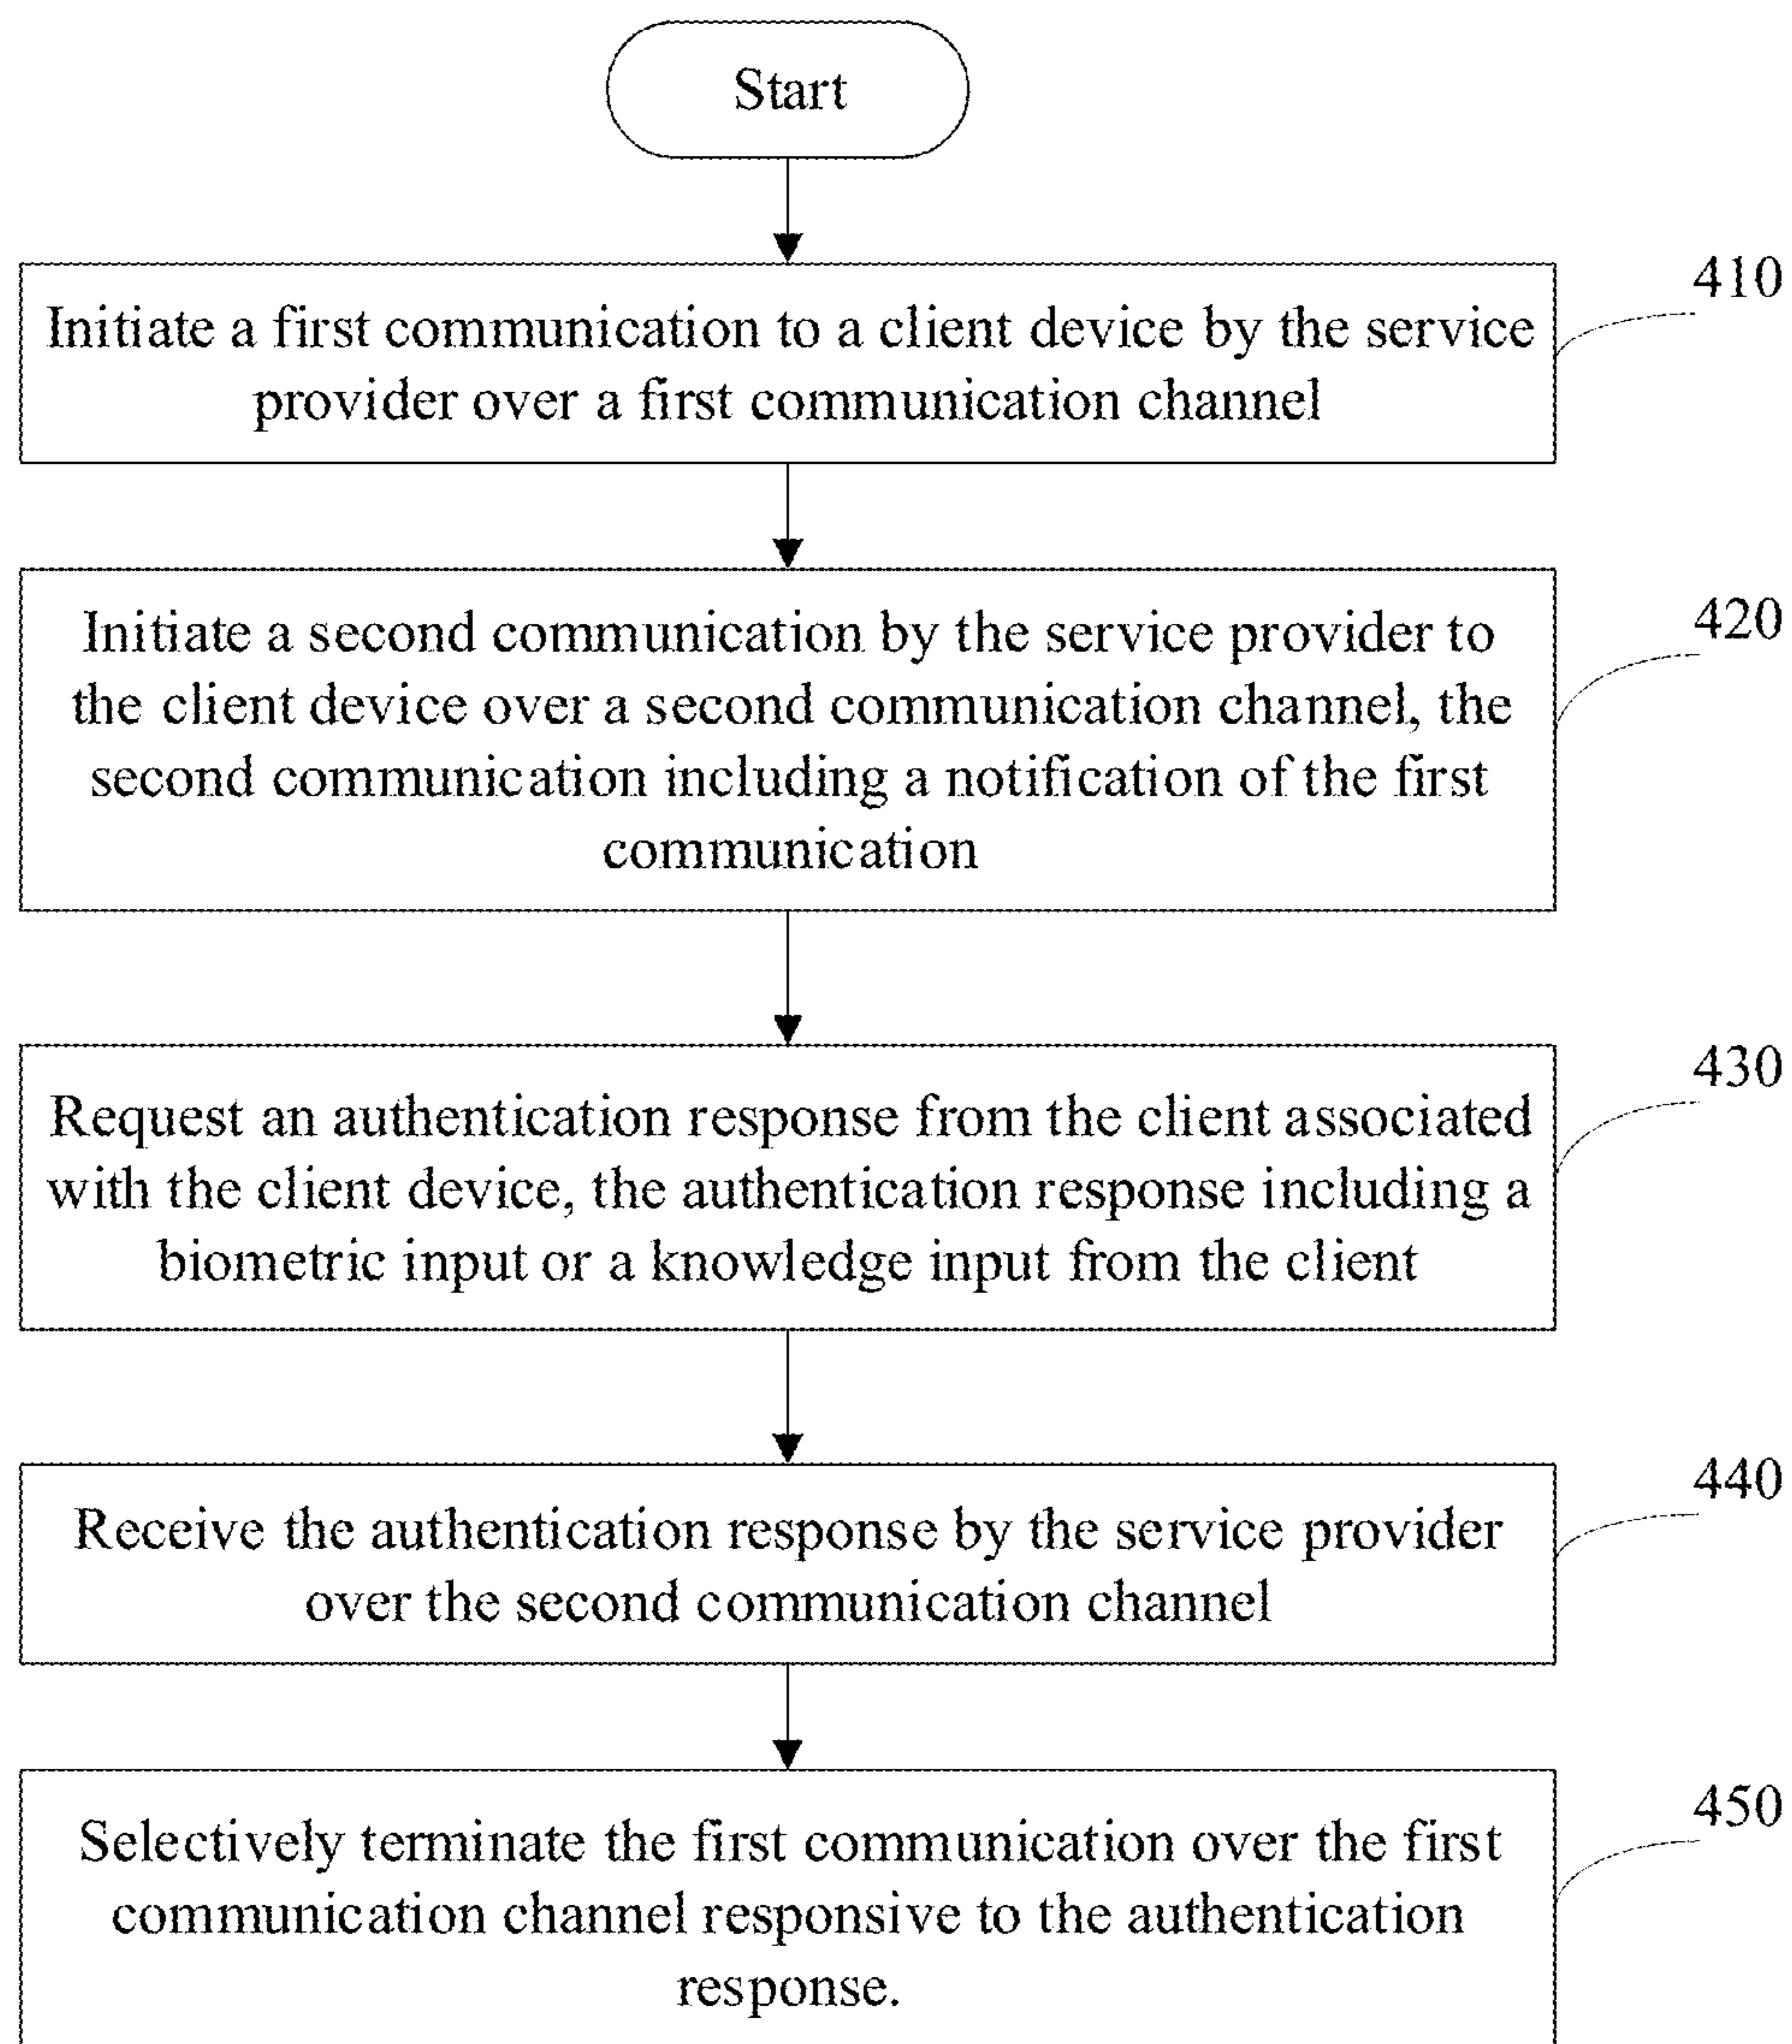 Start
410
Initiate a first communication to a client device by the service
provider over a first communication channel
420
Initiate a second communication by the service provider to
the client device over a second communication channel, the
second communication including a notification of the first
communication
430
Request an authentication response from the client associated
with the client device, the authentication response including a
biometric input or a knowledge input from the client
440
Receive the authentication response by the service provider
over the second communication channel
450
Selectively terminate the first communication over the first
communication channel responsive to the authentication
response.